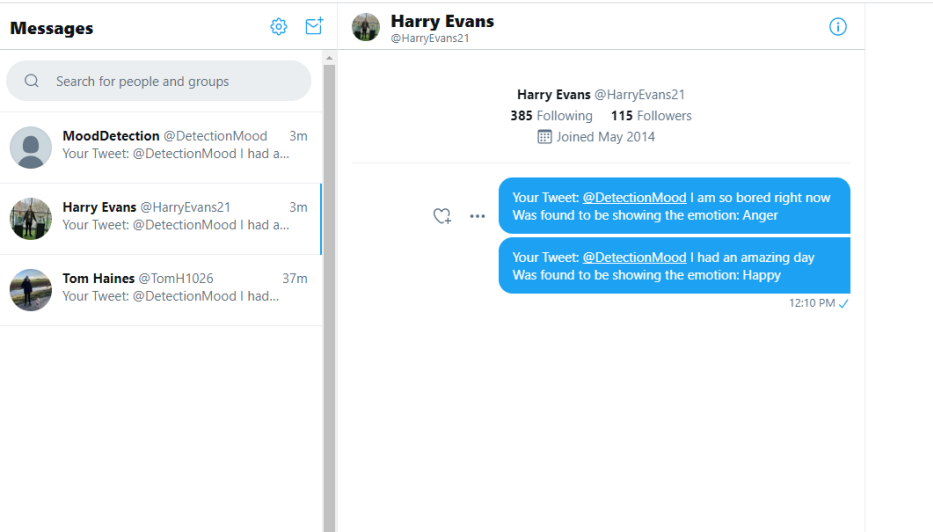 Messages
Search for people and groups
MoodDetection @DetectionMood 3m
Your Tweet: @DetectionMood I had a...
Harry Evans @HarryEvans21 3m
Your Tweet: @DetectionMood I had a...
Tom Haines @TomH1026 37m
Your Tweet: @DetectionMood I had...
Harry Evans
@HarryEvans21
Harry Evans @HarryEvans21
385 Following 115 Followers
Joined May 2014
Your Tweet: @DetectionMood I am so bored right now
Was found to be showing the emotion: Anger
Your Tweet: @DetectionMood I had an amazing day
Was found to be showing the emotion: Happy
12:10 PM